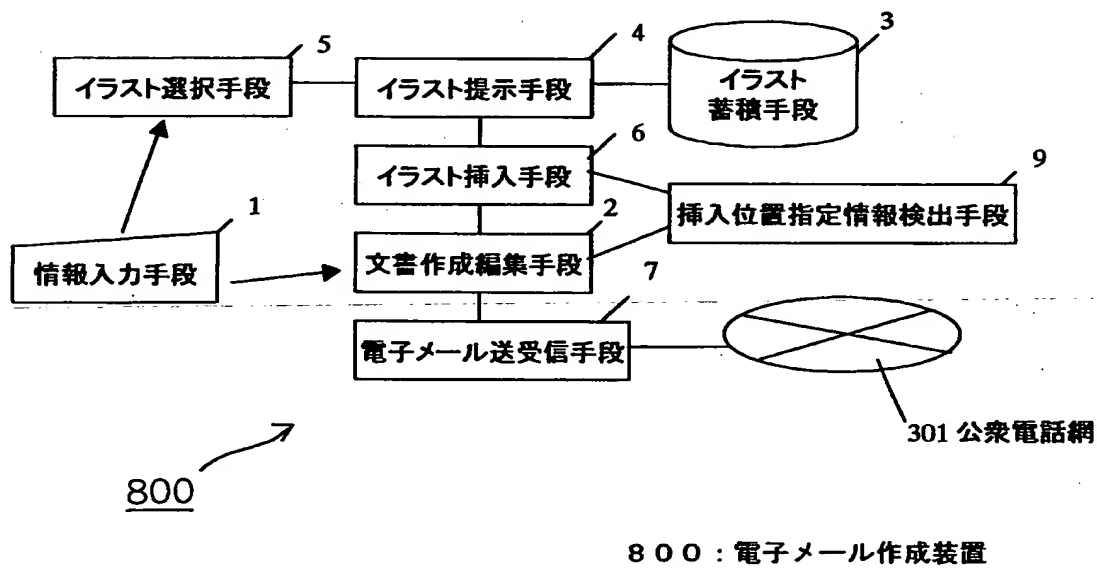 5
4
3
イラスト選択手段
イラスト提示手段
イラスト
蓄積手段
6
イラスト挿入手段
9
挿入位置指定情報検出手段
1
2
情報入力手段
文書作成編集手段
7
電子メール送受信手段
301 公衆電話網
800
800：電子メール作成装置